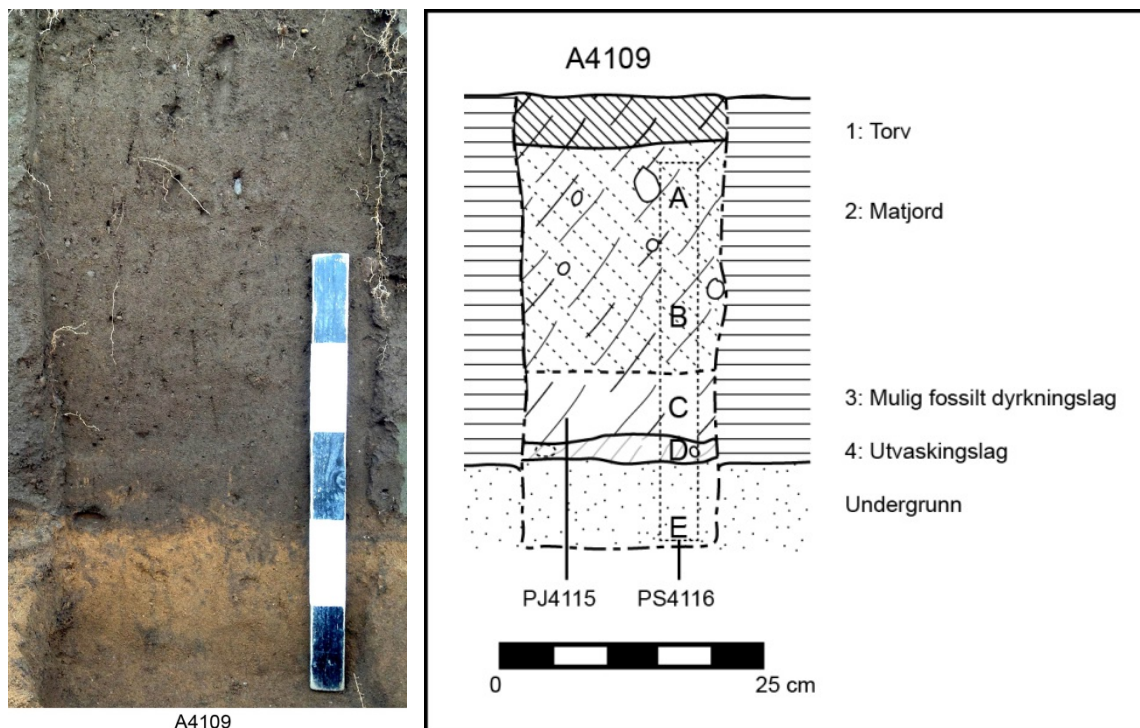 A4109
A4109
1: Torv
A
2: Matjord
B
C
3: Mulig fossilt dyrkningslag
D
4: Utvaskingslag
Undergrunn
E
PJ4115 PS4116
0 25 cm